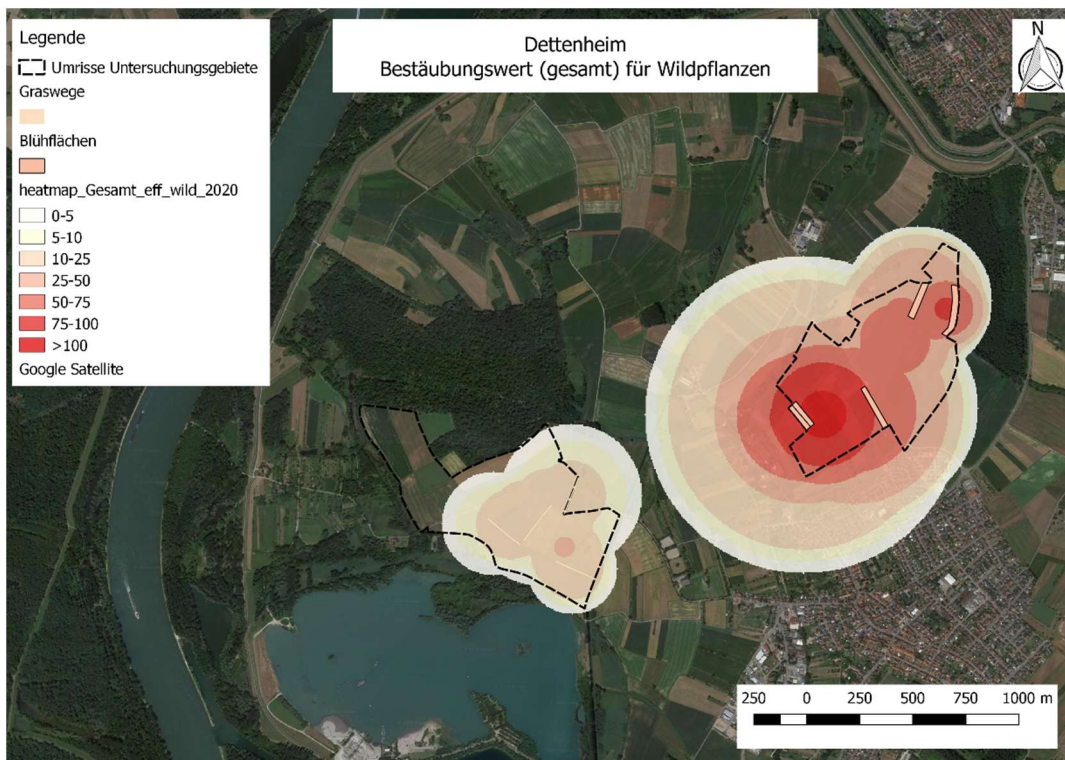 Legende
Umrisse Untersuchungsgebiete
Graswege
Blühflächen
heatmap_Gesamt_eff_wild_2020
0-5
5-10
10-25
25-50
50-75
75-100
>100
Google Satellite
Dettenheim
Bestäubungswert (gesamt) für Wildpflanzen
N
250 0 250 500 750 1000 m